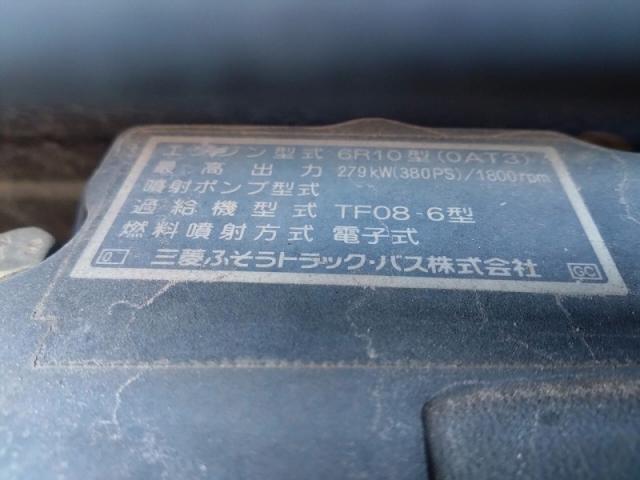 エンジン型式 6R10型(0AT3)
最高出力 279kW(380PS)/1800rpm
噴射ポンプ型式
過給機型式 TF08-6型
燃料噴射方式 電子式
0 三菱ふそうトラック・バス株式会社 GC